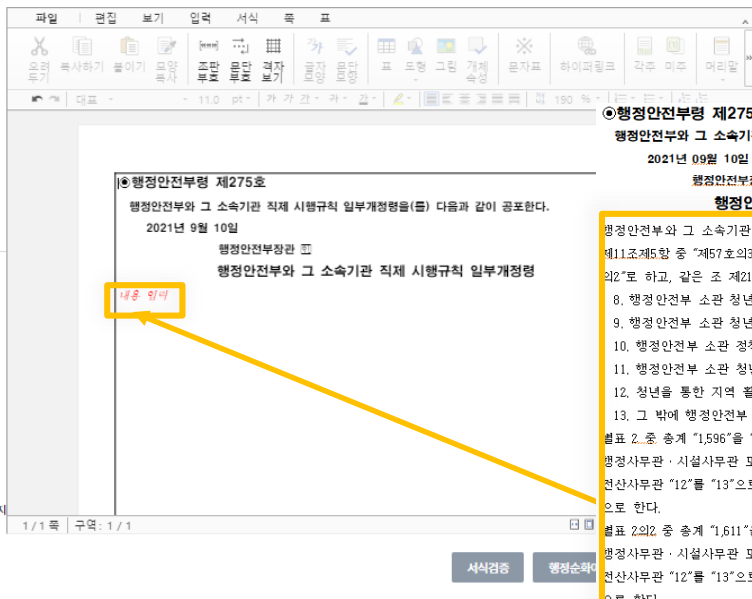 파일 편집 보기 입력 서식 쪽 표
오려두기 복사하기 붙이기 모양복사 조판부호 문단부호 격자보기 글자모양 문단모양 표 도형 그림 개체속성 문자표 하이퍼링크 각주 미주 머리말
대표 11.0 pt 가 가 가 가 가 190 %
◉행정안전부령 제275호
행정안전부와 그 소속기관 직제 시행규칙 일부개정령을(를) 다음과 같이 공포한다.
2021년 9월 10일
행정안전부장관 인
행정안전부와 그 소속기관 직제 시행규칙 일부개정령
내용 입력
1/1쪽 구역: 1/1
서식검증 행정순화
◉행정안전부령 제275
행정안전부와 그 소속기
2021년 09월 10일
행정안전부
행정안
행정안전부와 그 소속기관
제11조제5항 중 "제57호의3
의2"로 하고, 같은 조 제21
8. 행정안전부 소관 청년
9. 행정안전부 소관 청년
10. 행정안전부 소관 정
11. 행정안전부 소관 청년
12. 청년을 통한 지역 활
13. 그 밖에 행정안전부
별표 2 중 총계 "1,596"을
행정사무관ㆍ시설사무관 또
전산사무관 "12"를 "13"으로
으로 한다.
별표 2의2 중 총계 "1,611"
행정사무관ㆍ시설사무관 또
전산사무관 "12"를 "13"으로
으로 한다